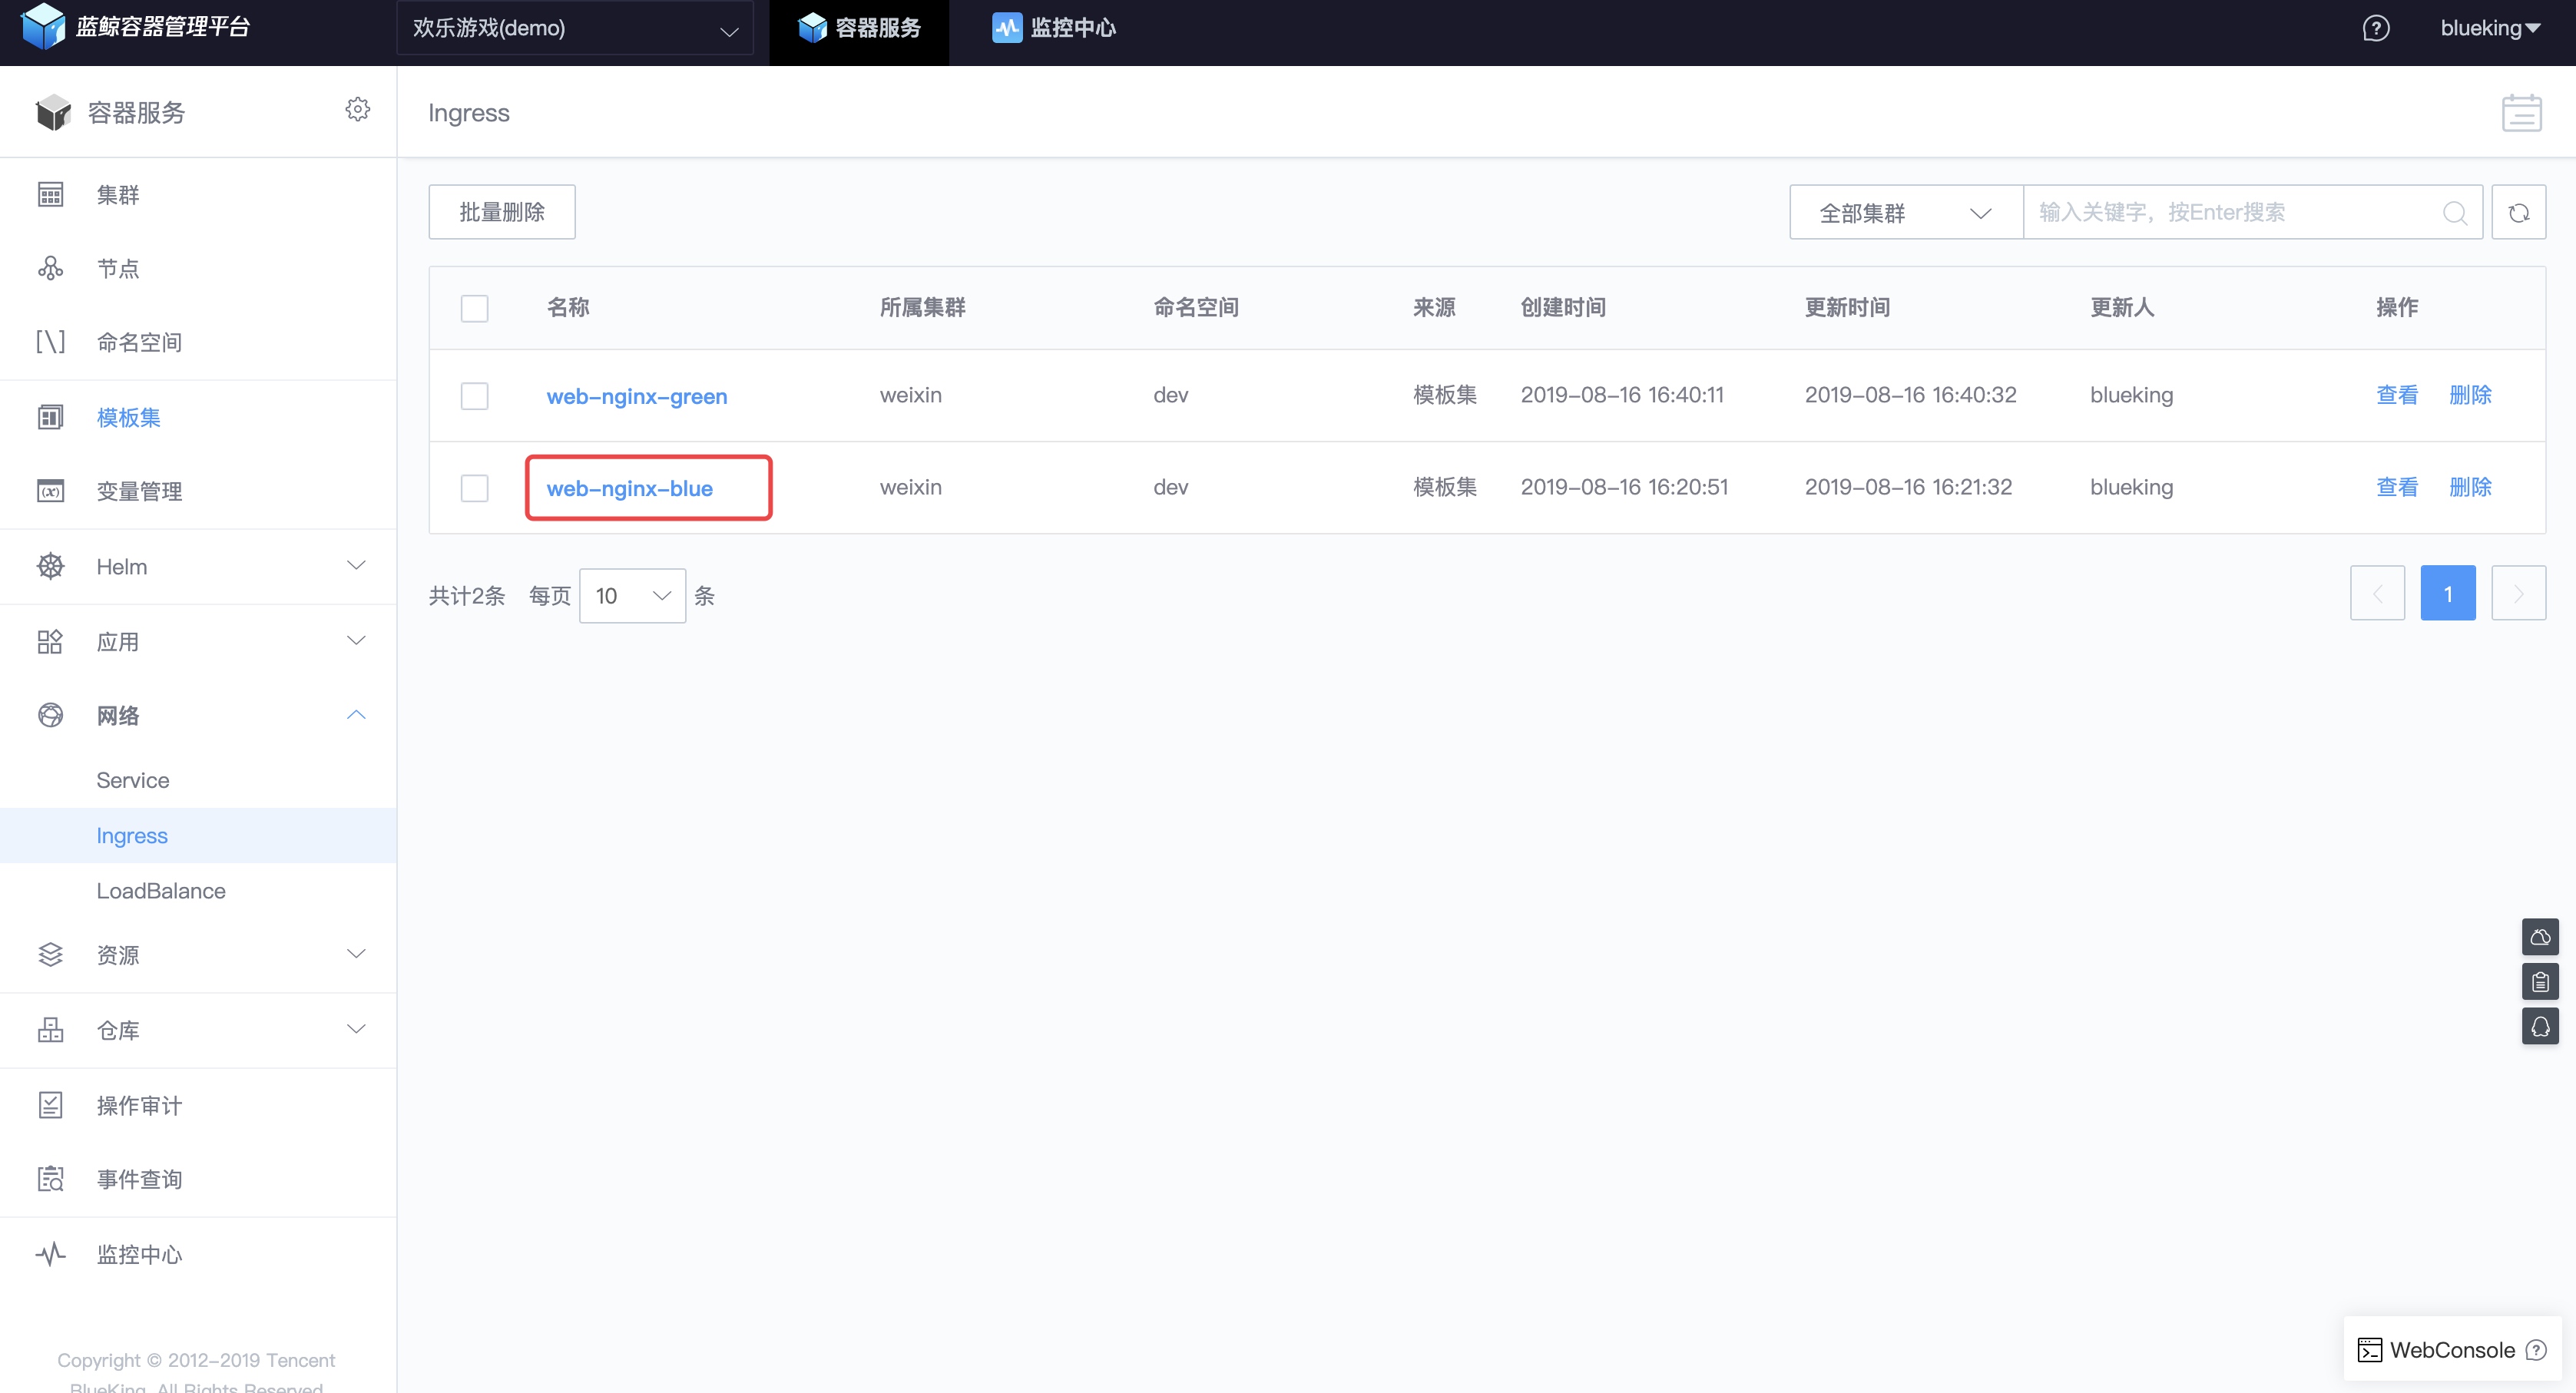 蓝鲸容器管理平台
欢乐游戏(demo)
容器服务
监控中心
blueking
容器服务
Ingress
集群
节点
命名空间
模板集
变量管理
Helm
应用
网络
Service
Ingress
LoadBalance
资源
仓库
操作审计
事件查询
监控中心
Copyright © 2012-2019 Tencent
BlueKing. All Rights Reserved
批量删除
全部集群
输入关键字，按Enter搜索
名称 所属集群 命名空间 来源 创建时间 更新时间 更新人 操作
web-nginx-green weixin dev 模板集 2019-08-16 16:40:11 2019-08-16 16:40:32 blueking 查看 删除
web-nginx-blue weixin dev 模板集 2019-08-16 16:20:51 2019-08-16 16:21:32 blueking 查看 删除
共计2条 每页 10 条
1
WebConsole